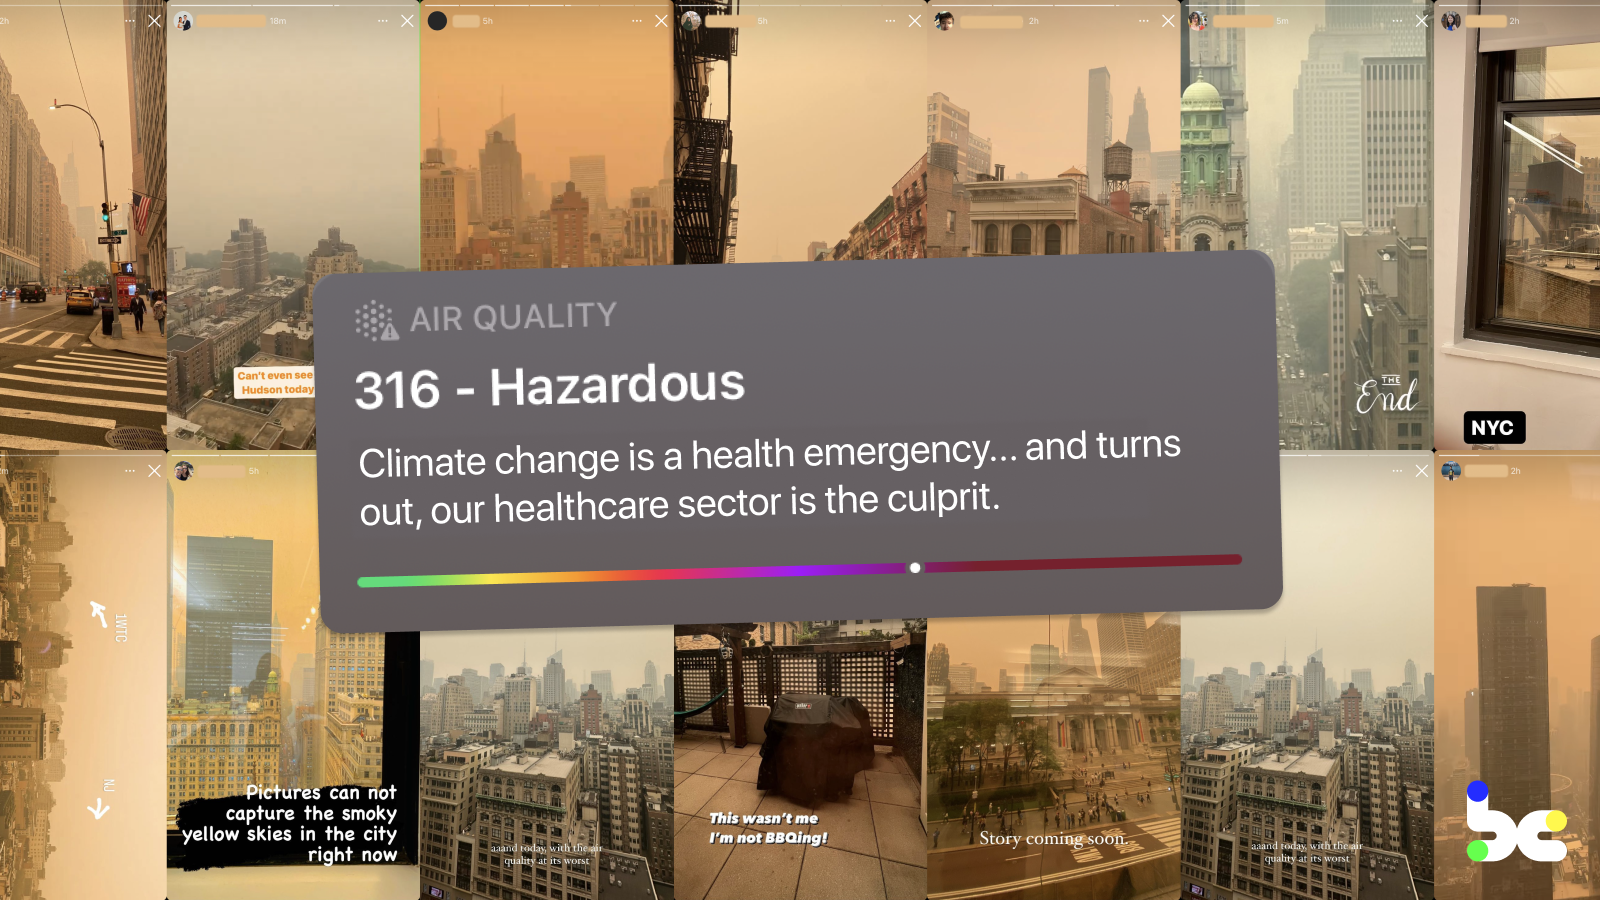 2h
18m
5h
5h
2h
5m
2h
AIR QUALITY
316 - Hazardous
Climate change is a health emergency... and turns
out, our healthcare sector is the culprit.
Can't even see
Hudson today
THE
End
NYC
5h
2h
1WTC
NJ
Pictures can not
capture the smoky
yellow skies in the city
right now
aaand today, with the air
quality at its worst
This wasn't me
I'm not BBQing!
Story coming soon.
aaand today, with the air
quality at its worst
bc